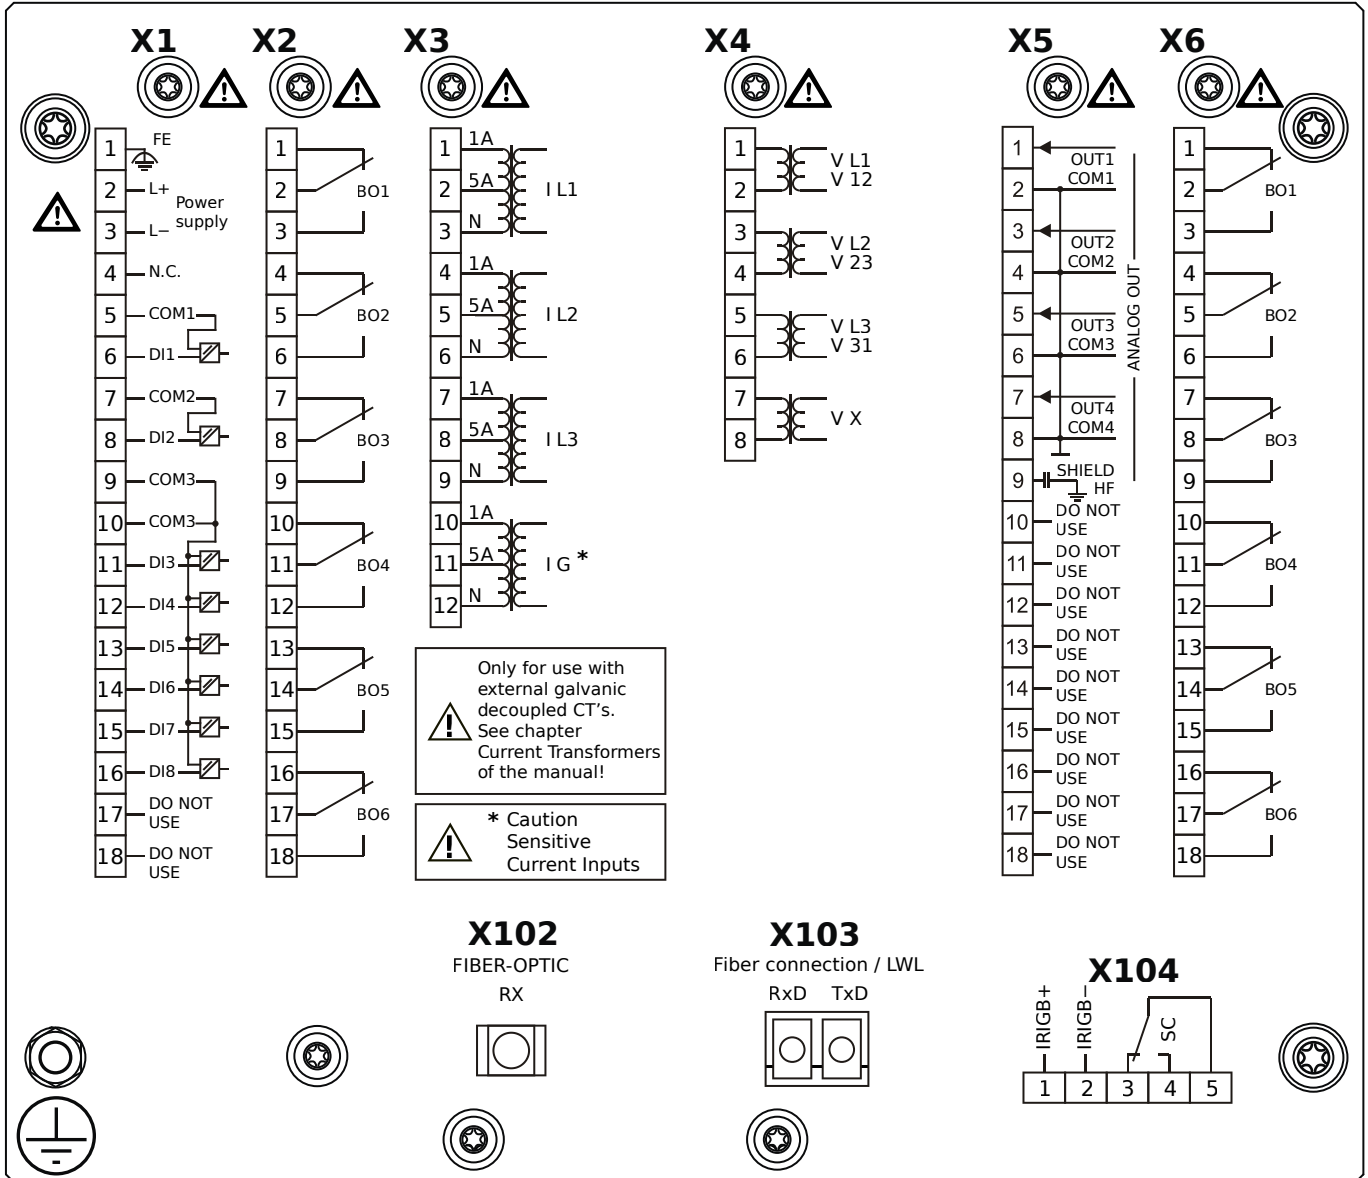 X1
X2
X3
X4
X5
X6
1 FE
2 L+
3 L−
Power
supply
4 N.C.
5 COM1
6 DI1
7 COM2
8 DI2
9 COM3
10 COM3
11 DI3
12 DI4
13 DI5
14 DI6
15 DI7
16 DI8
17 DO NOT
USE
18 DO NOT
USE
1
2 BO1
3
4
5 BO2
6
7
8 BO3
9
10
11 BO4
12
13
14 BO5
15
16
17 BO6
18
1 1A
2 5A I L1
3 N
4 1A
5 5A I L2
6 N
7 1A
8 5A I L3
9 N
10 1A
11 5A I G *
12 N
Only for use with
external galvanic
decoupled CT's.
See chapter
Current Transformers
of the manual!
* Caution
Sensitive
Current Inputs
1 V L1
2 V 12
3 V L2
4 V 23
5 V L3
6 V 31
7
V X
8
1 OUT1
2 COM1
3 OUT2
4 COM2
5 OUT3
6 COM3
7 OUT4
8 COM4
ANALOG OUT
9 SHIELD
HF
10 DO NOT
USE
11 DO NOT
USE
12 DO NOT
USE
13 DO NOT
USE
14 DO NOT
USE
15 DO NOT
USE
16 DO NOT
USE
17 DO NOT
USE
18 DO NOT
USE
1
2 BO1
3
4
5 BO2
6
7
8 BO3
9
10
11 BO4
12
13
14 BO5
15
16
17 BO6
18
X102
FIBER-OPTIC
RX
X103
Fiber connection / LWL
RxD TxD
X104
IRIGB+
IRIGB−
SC
1 2 3 4 5